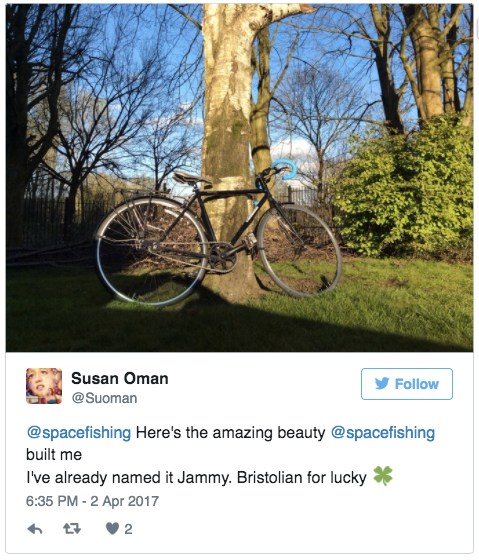 Susan Oman
@Suoman
Follow
@spacefishing Here's the amazing beauty @spacefishing
built me
I've already named it Jammy. Bristolian for lucky 🍀
6:35 PM - 2 Apr 2017
2